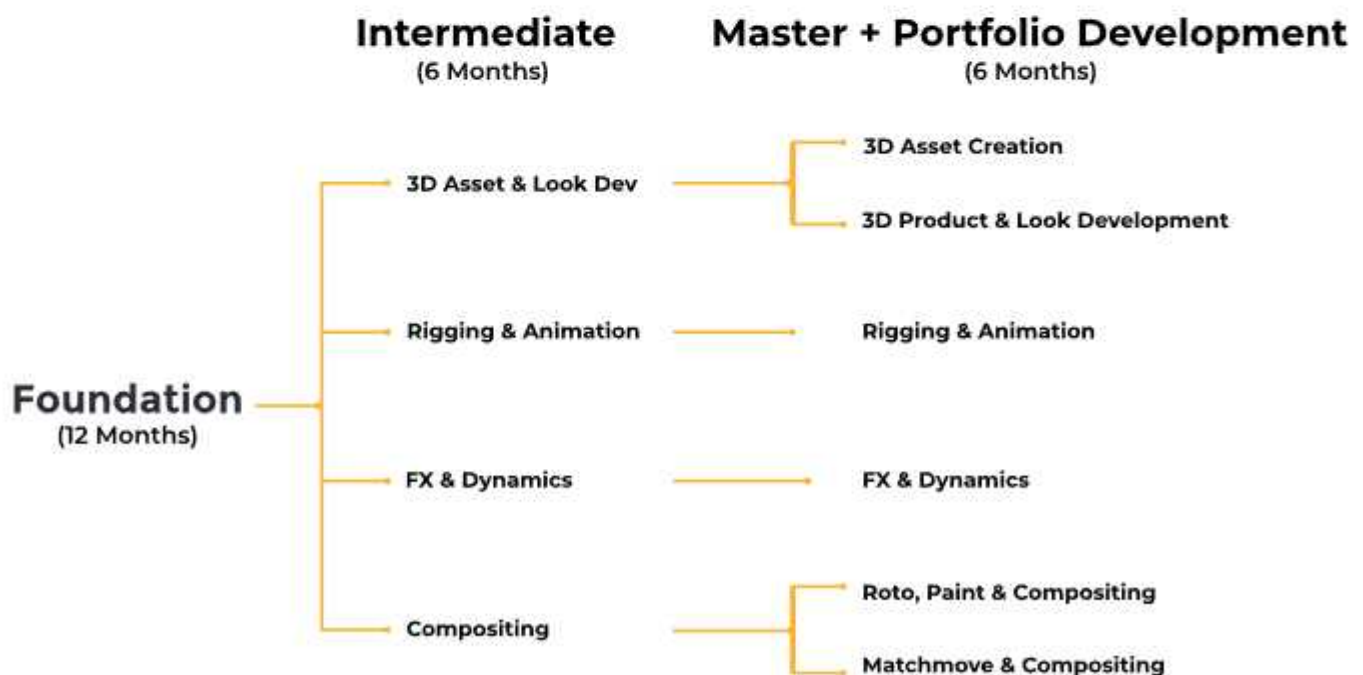 Intermediate
(6 Months)
Master + Portfolio Development
(6 Months)
Foundation
(12 Months)
3D Asset & Look Dev
3D Asset Creation
3D Product & Look Development
Rigging & Animation
Rigging & Animation
FX & Dynamics
FX & Dynamics
Compositing
Roto, Paint & Compositing
Matchmove & Compositing